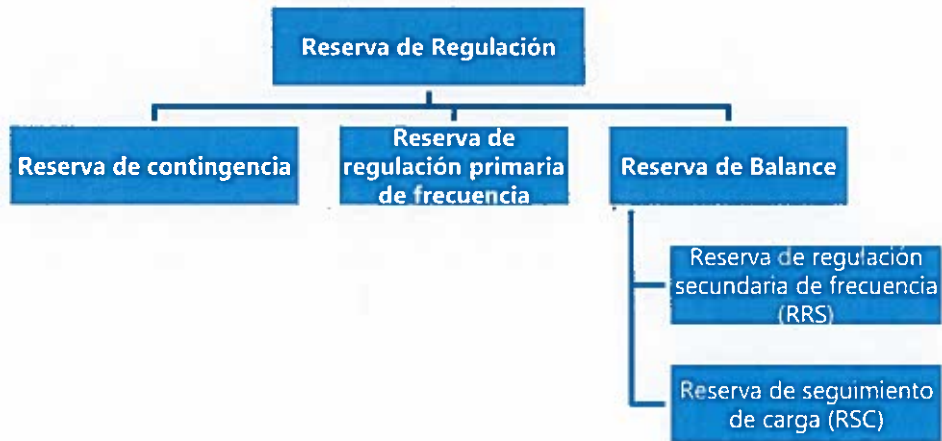 Reserva de Regulación
Reserva de contingencia
Reserva de
regulación primaria
de frecuencia
Reserva de Balance
Reserva de regulación
secundaria de frecuencia
(RRS)
Reserva de seguimiento
de carga (RSC)